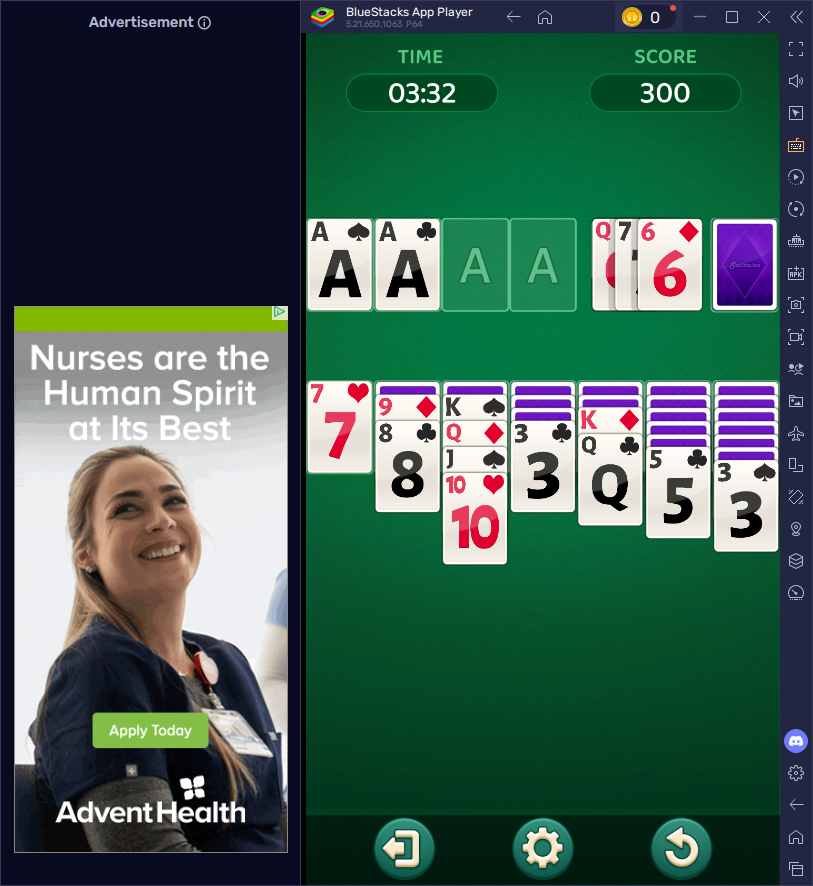 Advertisement
Nurses are the
Human Spirit
at Its Best
Apply Today
AdventHealth
BlueStacks App Player
5.21.650.1063 P64
0
TIME
SCORE
03:32
300
A
A
A
A
A
A
Q
7
6
6
Solitaire
7
7
9
8
8
K
Q
J
10
10
3
3
K
Q
Q
5
5
3
3
APK